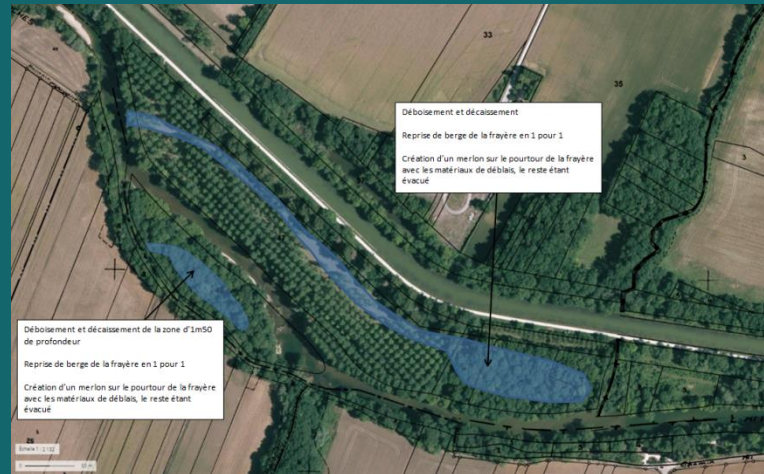 33
35
3
Déboisement et décaissement
Reprise de berge de la frayère en 1 pour 1
Création d'un merlon sur le pourtour de la frayère
avec les matériaux de déblais, le reste étant
évacué
Déboisement et décaissement de la zone d'1m50
de profondeur
Reprise de berge de la frayère en 1 pour 1
Création d'un merlon sur le pourtour de la frayère
avec les matériaux de déblais, le reste étant
évacué